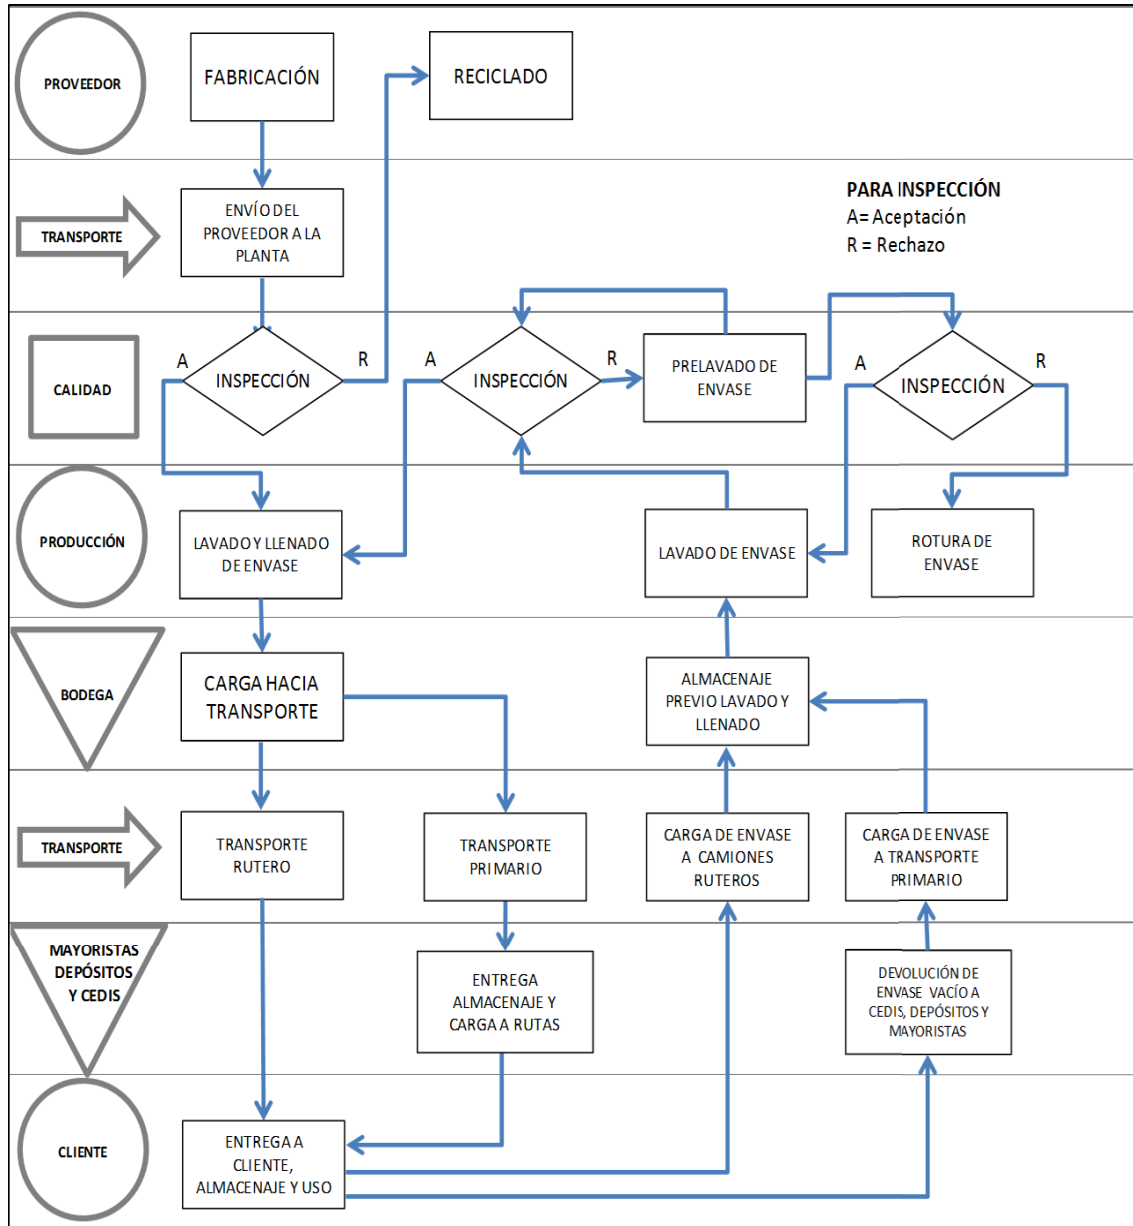 PROVEEDOR
FABRICACIÓN
RECICLADO
TRANSPORTE
ENVÍO DEL
PROVEEDOR A LA
PLANTA
PARA INSPECCIÓN
A= Aceptación
R = Rechazo
CALIDAD
A
INSPECCIÓN
R
A
INSPECCIÓN
R
PRELAVADO DE
ENVASE
A
INSPECCIÓN
R
PRODUCCIÓN
LAVADO Y LLENADO
DE ENVASE
LAVADO DE ENVASE
ROTURA DE
ENVASE
BODEGA
CARGA HACIA
TRANSPORTE
ALMACENAJE
PREVIO LAVADO Y
LLENADO
TRANSPORTE
TRANSPORTE
RUTERO
TRANSPORTE
PRIMARIO
CARGA DE ENVASE
A CAMIONES
RUTEROS
CARGA DE ENVASE
A TRANSPORTE
PRIMARIO
MAYORISTAS
DEPÓSITOS
Y CEDIS
ENTREGA
ALMACENAJE Y
CARGA A RUTAS
DEVOLUCIÓN DE
ENVASE VACÍO A
CEDIS, DEPÓSITOS Y
MAYORISTAS
CLIENTE
ENTREGA A
CLIENTE,
ALMACENAJE Y USO